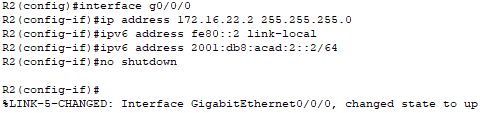 R2(config)#interface g0/0/0
R2(config-if)#ip address 172.16.22.2 255.255.255.0
R2(config-if)#ipv6 address fe80::2 link-local
R2(config-if)#ipv6 address 2001:db8:acad:2::2/64
R2(config-if)#no shutdown
R2(config-if)#
%LINK-5-CHANGED: Interface GigabitEthernet0/0/0, changed state to up